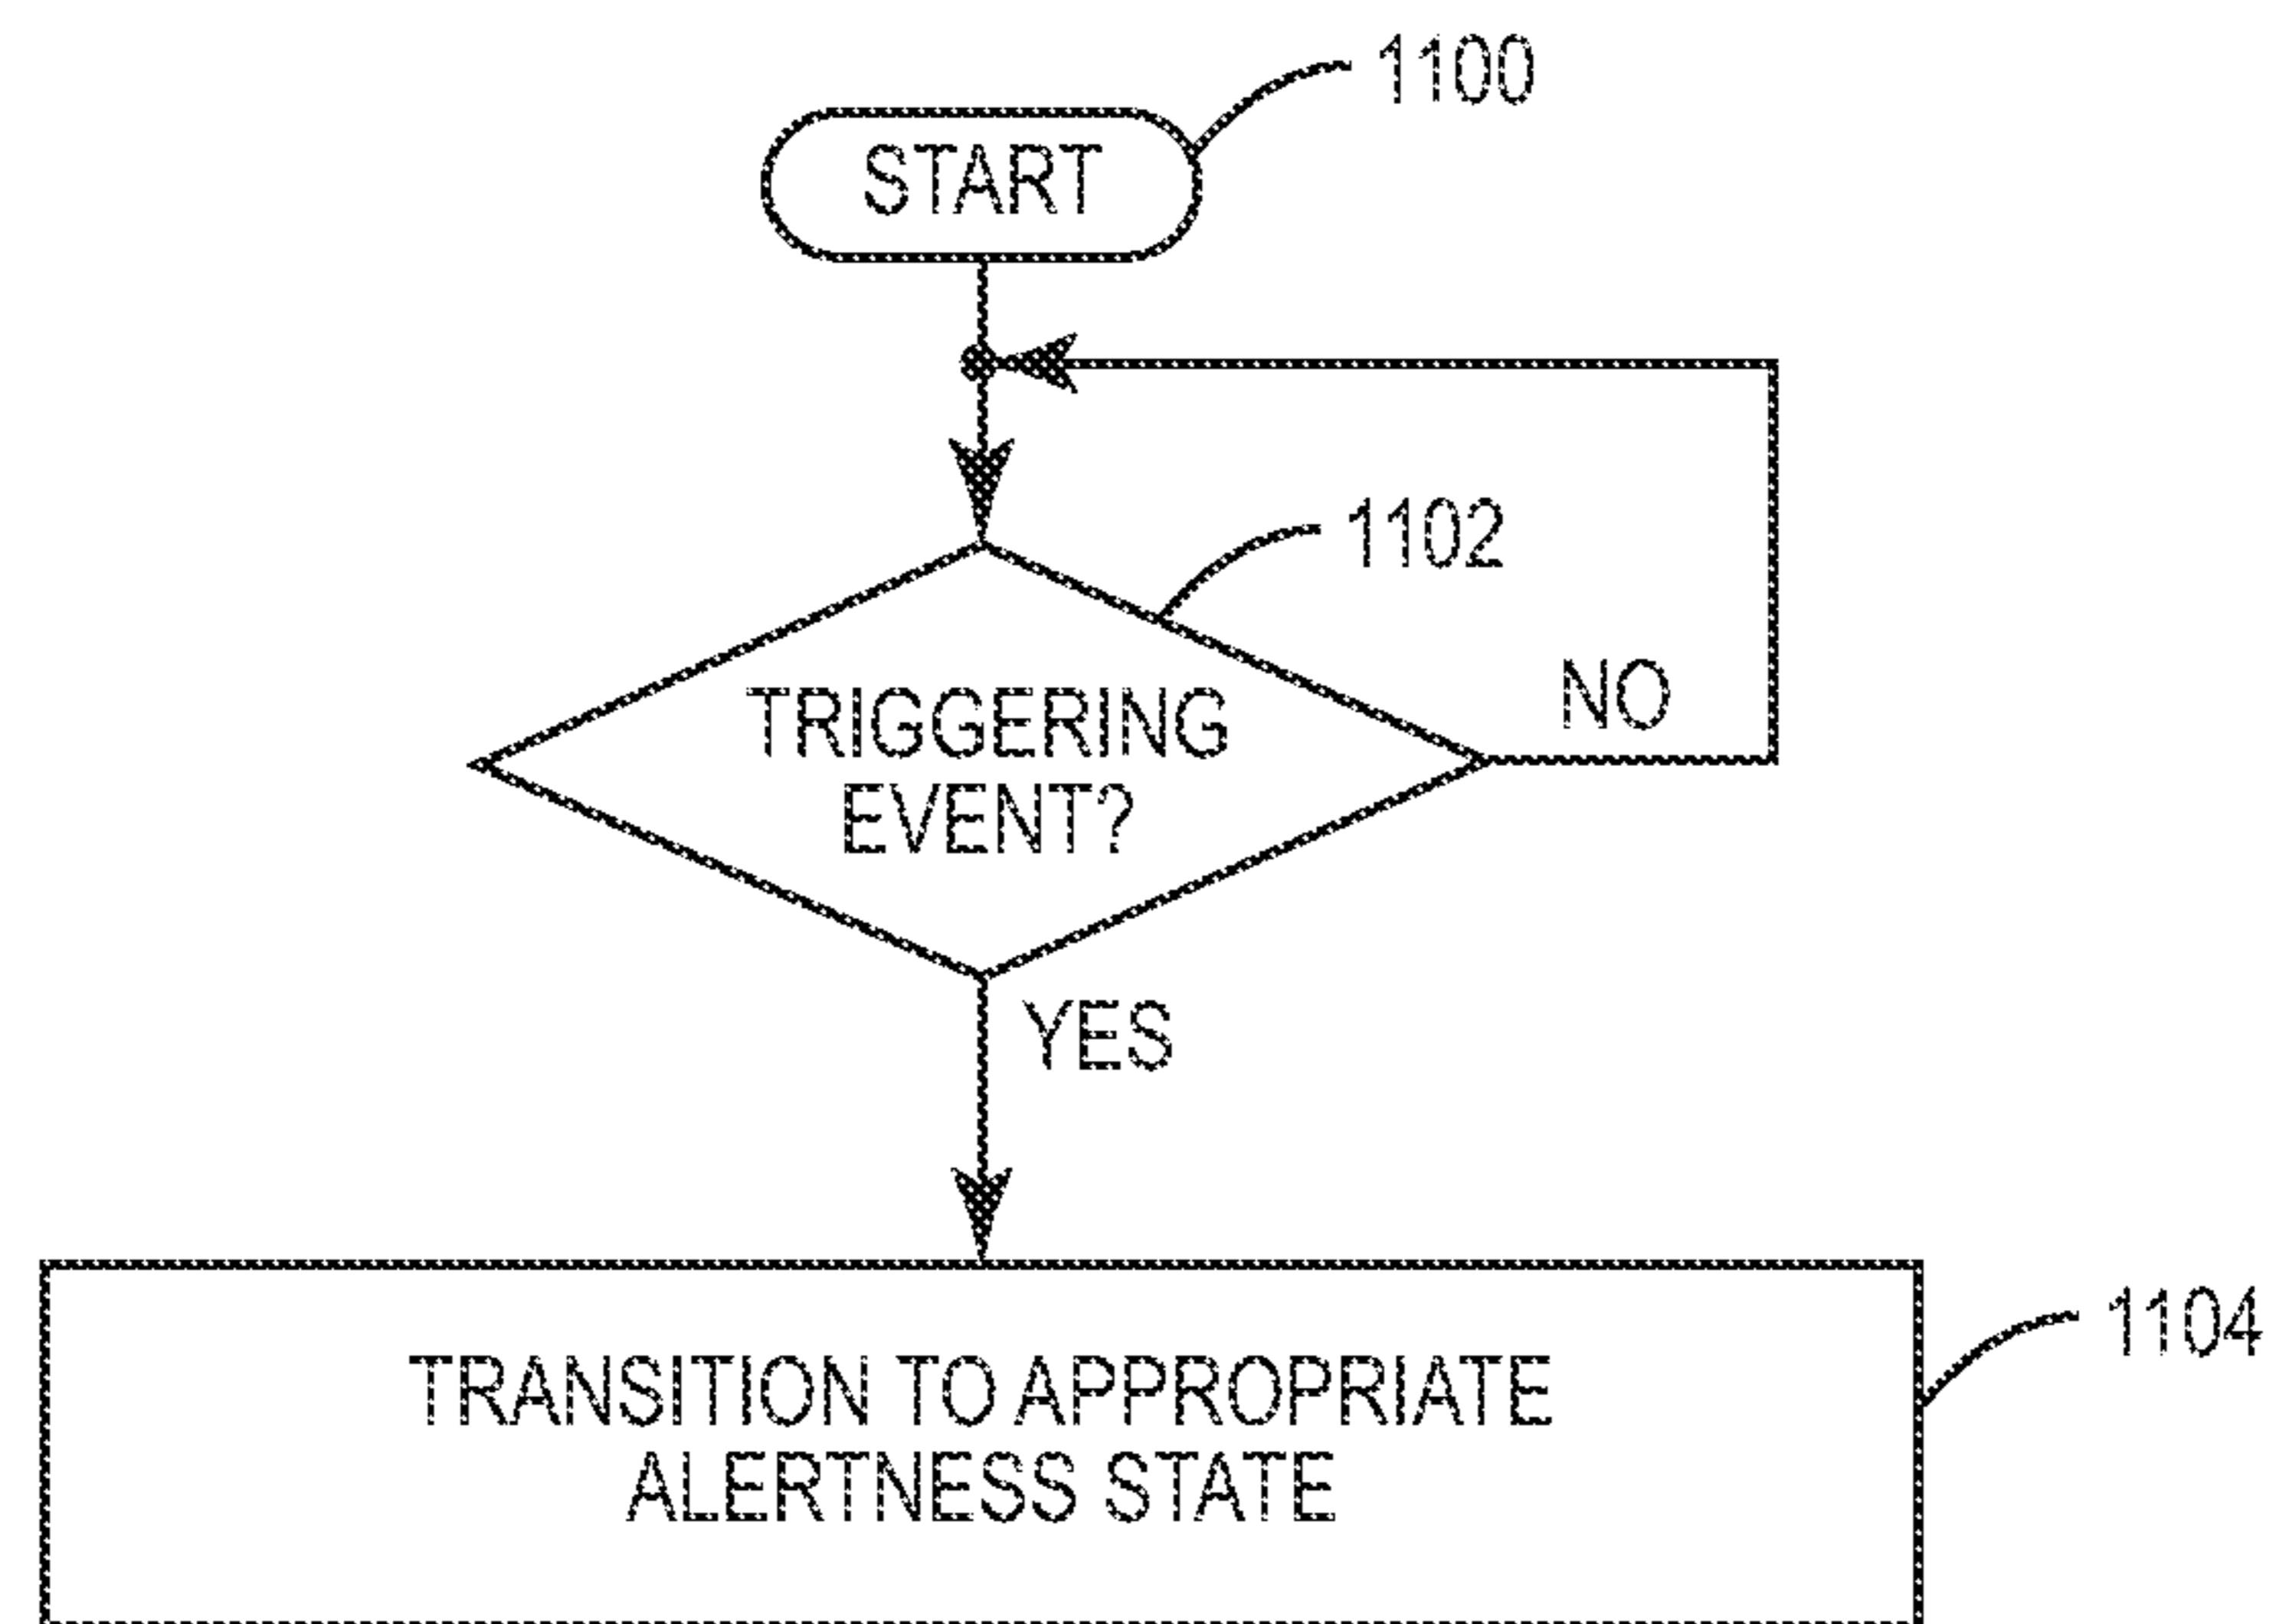 1100
START
1102
TRIGGERING
EVENT?
NO
YES
1104
TRANSITION TO APPROPRIATE
ALERTNESS STATE